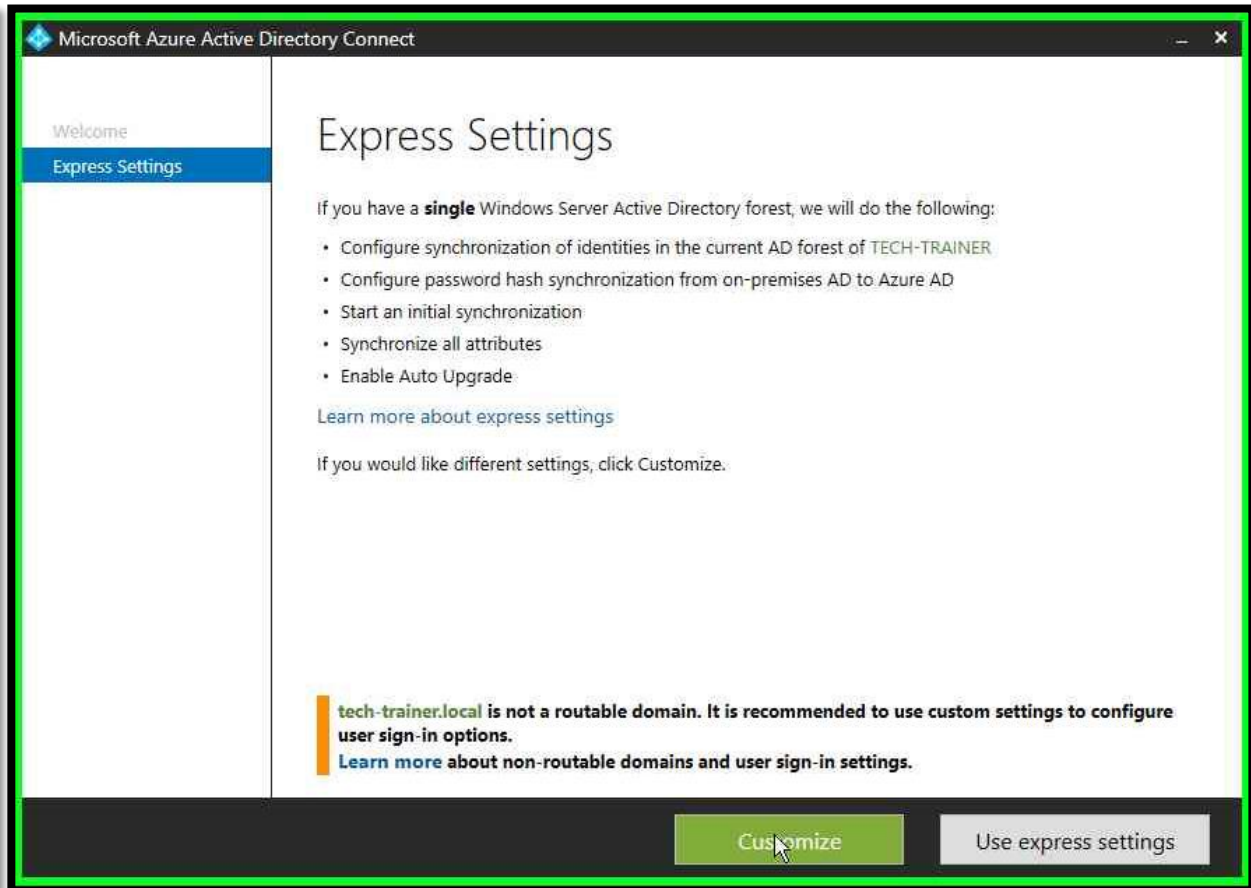 Microsoft Azure Active Directory Connect
Welcome
Express Settings
Express Settings
If you have a single Windows Server Active Directory forest, we will do the following:
• Configure synchronization of identities in the current AD forest of TECH-TRAINER
• Configure password hash synchronization from on-premises AD to Azure AD
• Start an initial synchronization
• Synchronize all attributes
• Enable Auto Upgrade
Learn more about express settings
If you would like different settings, click Customize.
tech-trainer.local is not a routable domain. It is recommended to use custom settings to configure
user sign-in options.
Learn more about non-routable domains and user sign-in settings.
Customize
Use express settings